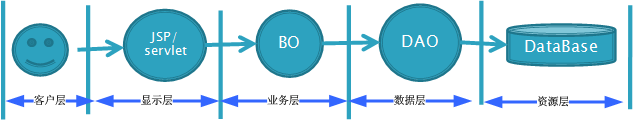 JSP/
servlet
BO
DAO
DataBase
客户层
显示层
业务层
数据层
资源层